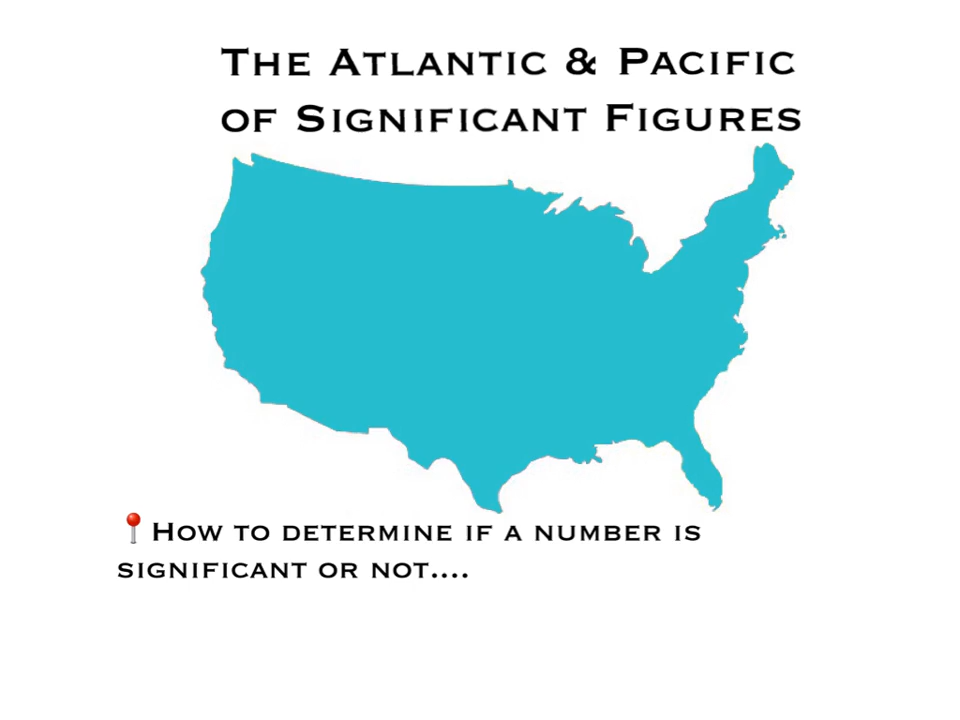 The Atlantic & Pacific
of Significant Figures
📍How to determine if a number is
significant or not....